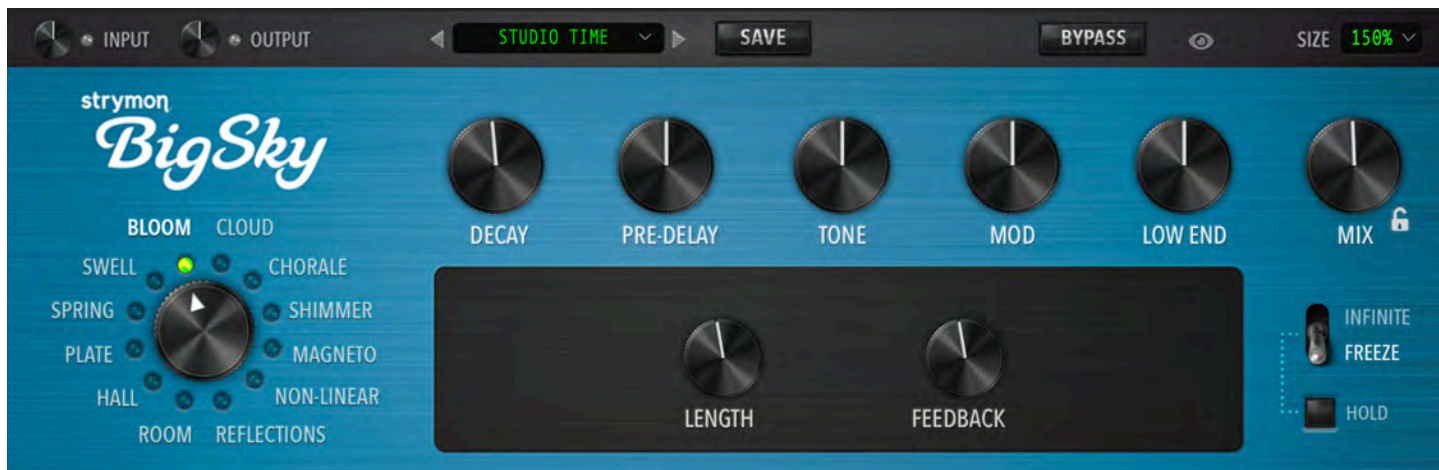 INPUT
OUTPUT
STUDIO TIME
SAVE
BYPASS
SIZE
150%
strymon
BigSky
DECAY
PRE-DELAY
TONE
MOD
LOW END
MIX
BLOOM
CLOUD
SWELL
CHORALE
SPRING
SHIMMER
PLATE
MAGNETO
HALL
NON-LINEAR
ROOM
REFLECTIONS
LENGTH
FEEDBACK
INFINITE
FREEZE
HOLD